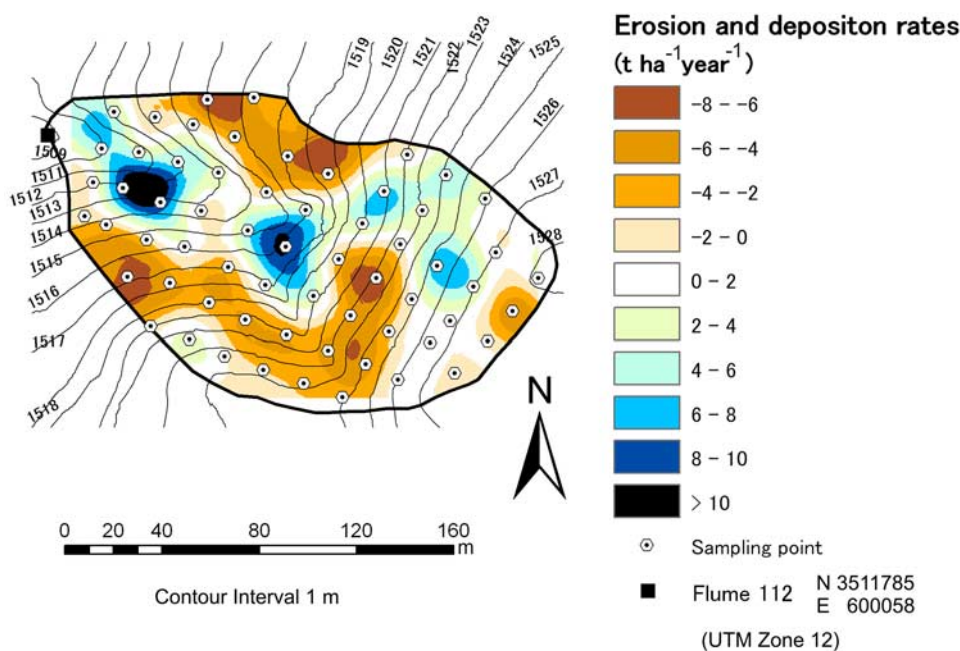 1519
1520
1521
1522
1523
1524
1525
1526
1527
1528
1509
1511
1512
1513
1514
1515
1516
1517
1518
N
0 20 40 80 120 160
m
Contour Interval 1 m
Erosion and depositon rates
(t ha⁻¹year⁻¹)
-8 - -6
-6 - -4
-4 - -2
-2 - 0
0 - 2
2 - 4
4 - 6
6 - 8
8 - 10
> 10
Sampling point
Flume 112 N 3511785
E 600058
(UTM Zone 12)